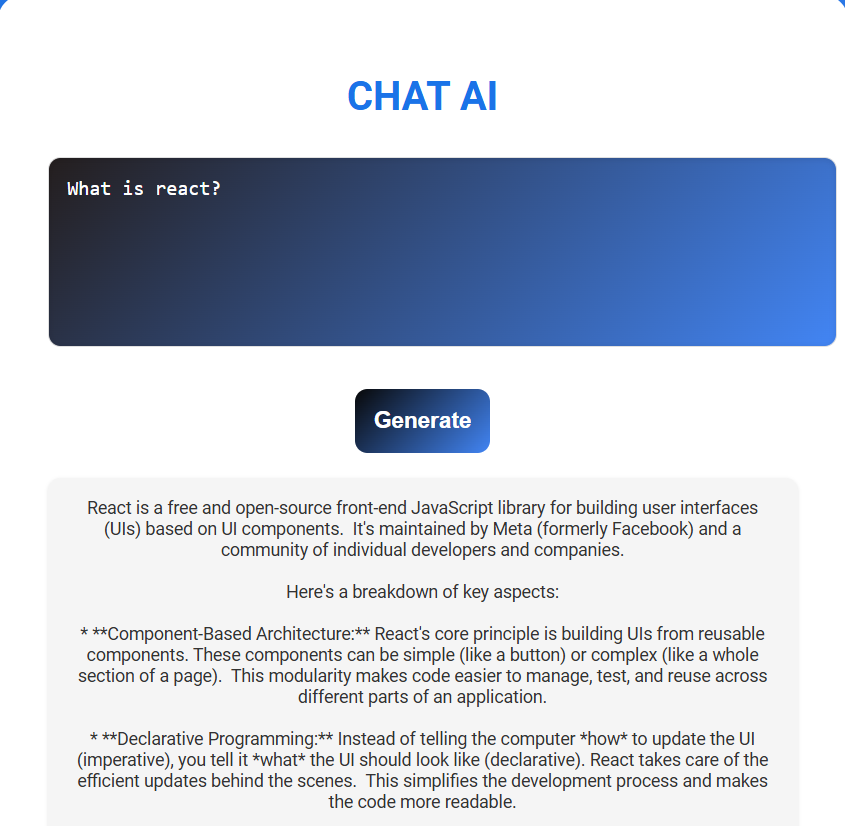 CHAT AI
What is react?
Generate
React is a free and open-source front-end JavaScript library for building user interfaces
(UIs) based on UI components.  It's maintained by Meta (formerly Facebook) and a
community of individual developers and companies.
Here's a breakdown of key aspects:
* **Component-Based Architecture:** React's core principle is building UIs from reusable
components. These components can be simple (like a button) or complex (like a whole
section of a page).  This modularity makes code easier to manage, test, and reuse across
different parts of an application.
* **Declarative Programming:** Instead of telling the computer *how* to update the UI
(imperative), you tell it *what* the UI should look like (declarative). React takes care of the
efficient updates behind the scenes.  This simplifies the development process and makes
the code more readable.